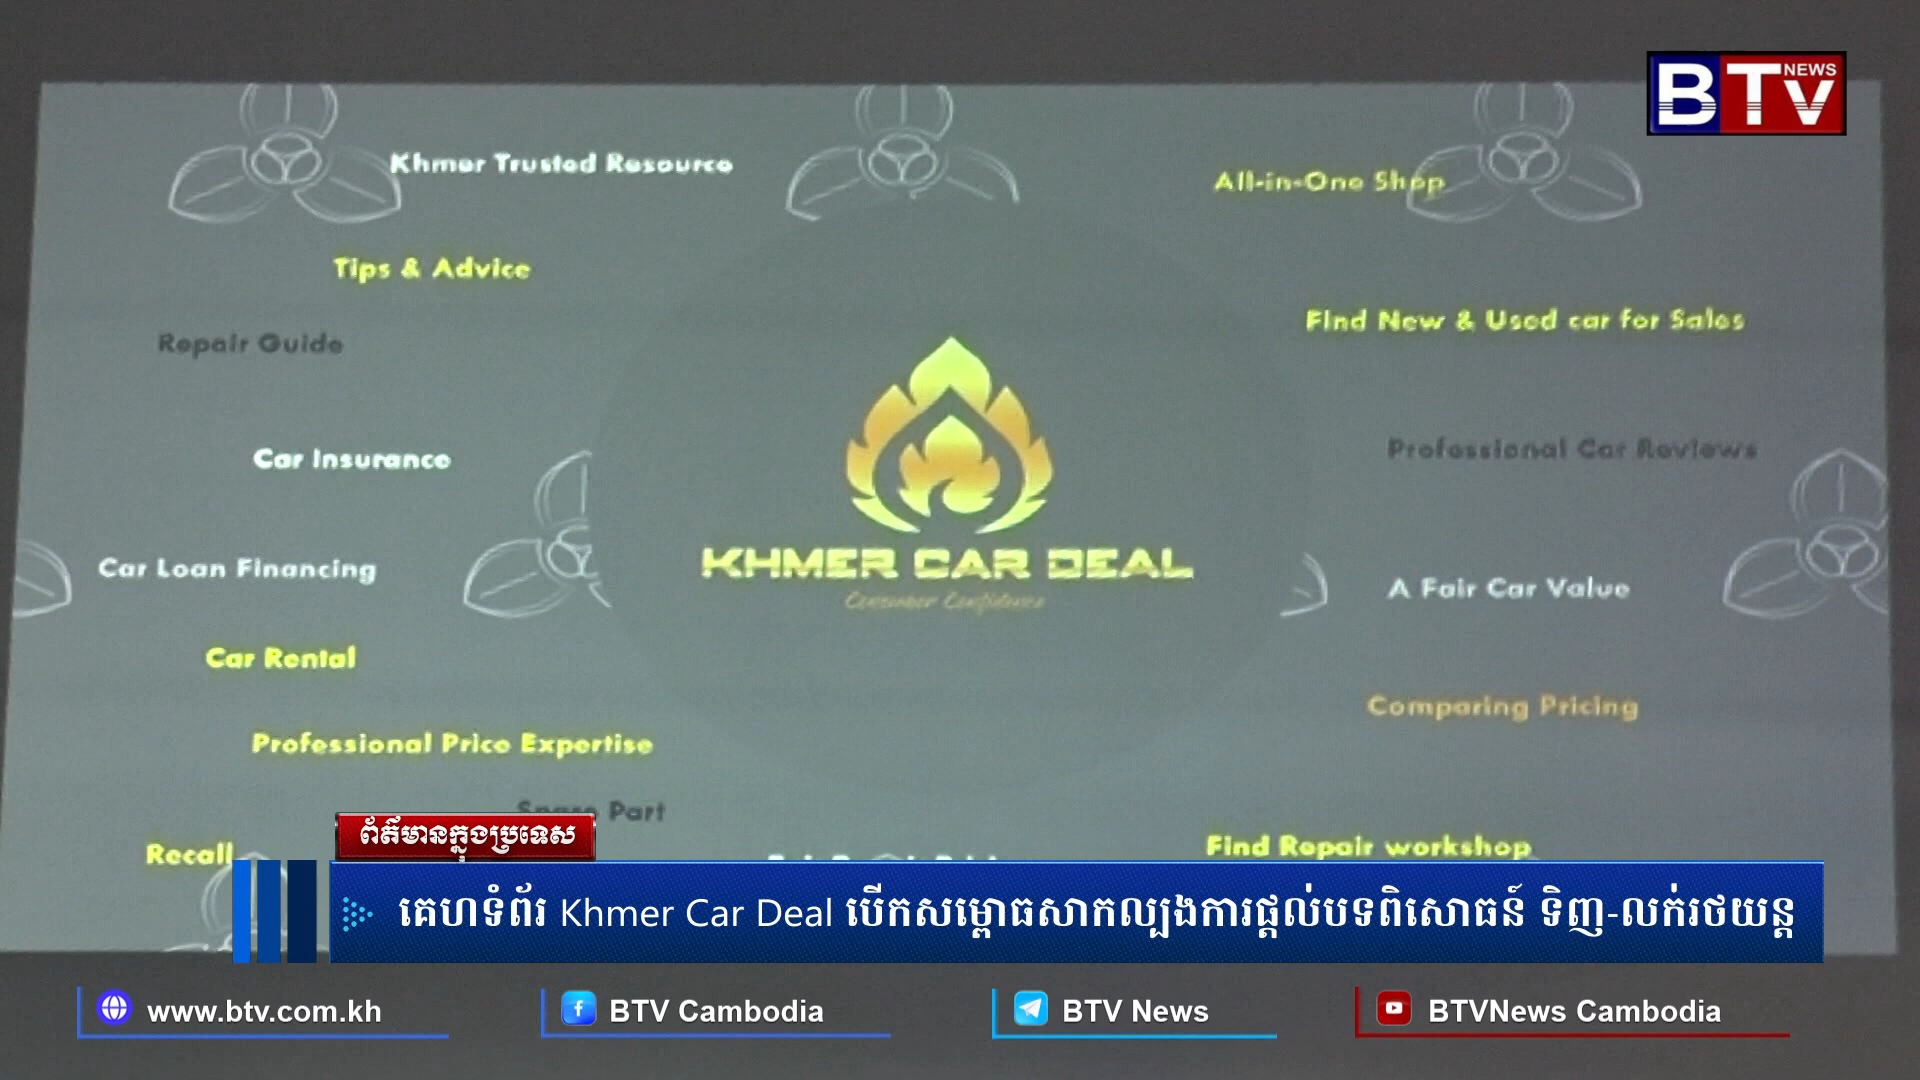 BTV NEWS
Khmer Trusted Resource
All-in-One Shop
Tips & Advice
Find New & Used car for Sales
Repair Guide
Professional Car Reviews
Car Insurance
KHMER CAR DEAL
Consumer Confidence
Car Loan Financing
A Fair Car Value
Car Rental
Comparing Pricing
Professional Price Expertise
Spare Part
Recall
Find Repair workshop
ព័ត៌មានក្នុងប្រទេស
គេហទំព័រ Khmer Car Deal បើកសម្ពោធសាកល្បងការផ្តល់បទពិសោធន៍ ទិញ-លក់រថយន្ត
www.btv.com.kh
BTV Cambodia
BTV News
BTVNews Cambodia